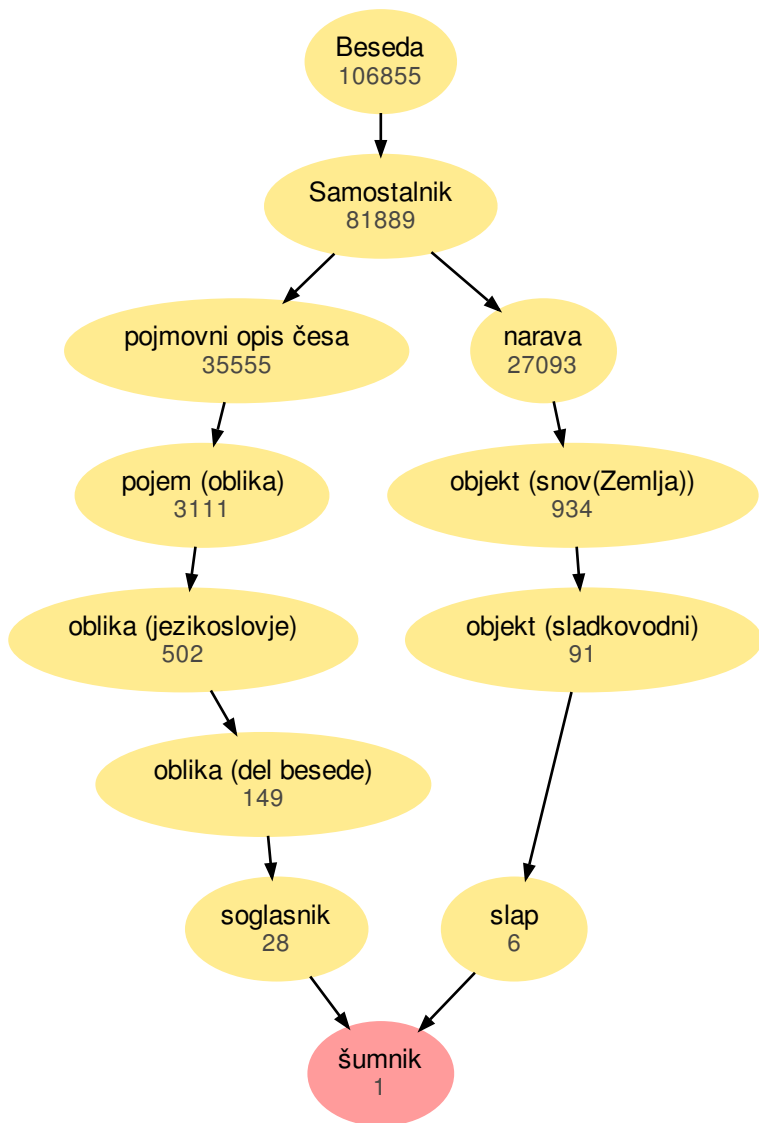 Beseda
106855
Samostalnik
81889
pojmovni opis česa
35555
narava
27093
pojem (oblika)
3111
objekt (snov(Zemlja))
934
oblika (jezikoslovje)
502
objekt (sladkovodni)
91
oblika (del besede)
149
soglasnik
28
slap
6
šumnik
1